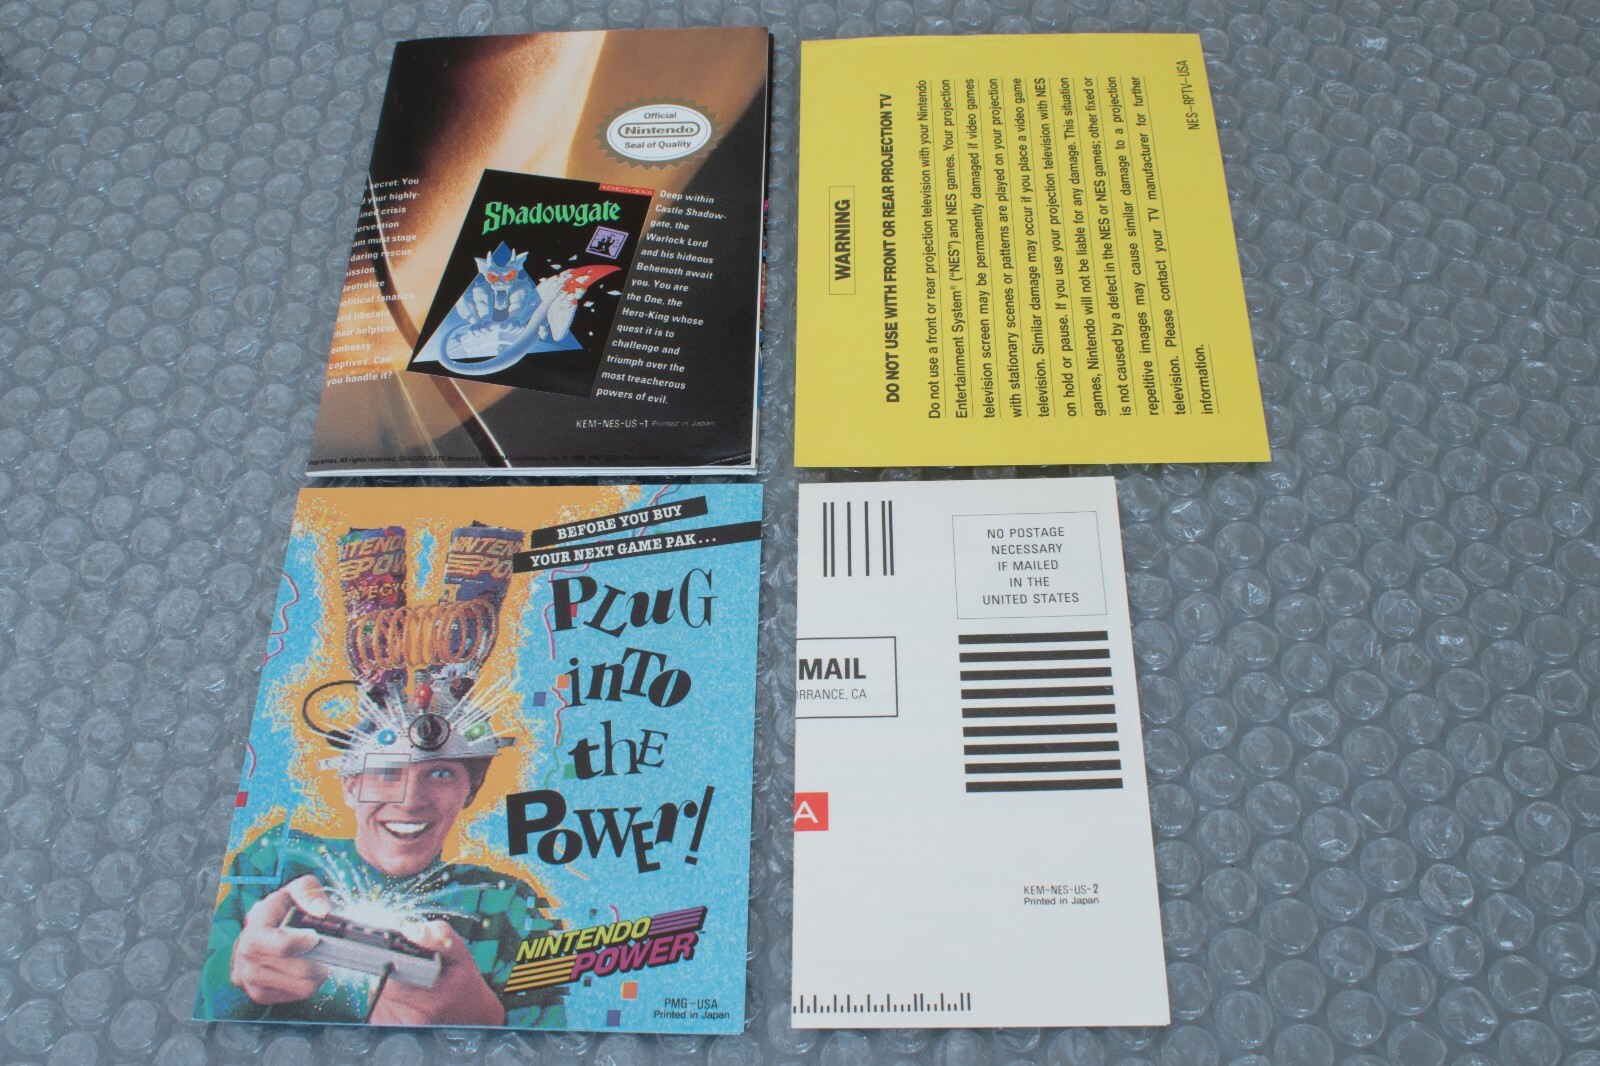 Official
Nintendo
Seal of Quality
secret: You
your highly-
crisis
must stage
daring rescue
political fanatics
and liberate
their helpless
embassy
captives. Can
you handle it?
KEMCO★SEIKA
Shadowgate
Deep within
Castle Shadow-
gate, the
Warlock Lord
and his hideous
Behemoth await
you. You are
the One, the
Hero-King whose
quest it is to
challenge and
triumph over the
most treacherous
powers of evil.
KEM-NES-US-1 Printed in Japan
All rights reserved. SHADOWGATE developed
WARNING
DO NOT USE WITH FRONT OR REAR PROJECTION TV
Do not use a front or rear projection television with your Nintendo
Entertainment System® ("NES") and NES games. Your projection
television screen may be permanently damaged if video games
with stationary scenes or patterns are played on your projection
television. Similar damage may occur if you place a video game
on hold or pause. If you use your projection television with NES
games, Nintendo will not be liable for any damage. This situation
is not caused by a defect in the NES or NES games; other fixed or
repetitive images may cause similar damage to a projection
television. Please contact your TV manufacturer for further
information.
NES-RPTV-USA
BEFORE YOU BUY
YOUR NEXT GAME PAK...
PLuG
inTo
thE
PoWEr!
NINTENDO
POWER
PMG-USA
Printed in Japan
NO POSTAGE
NECESSARY
IF MAILED
IN THE
UNITED STATES
MAIL
CA
A
KEM-NES-US-2
Printed in Japan